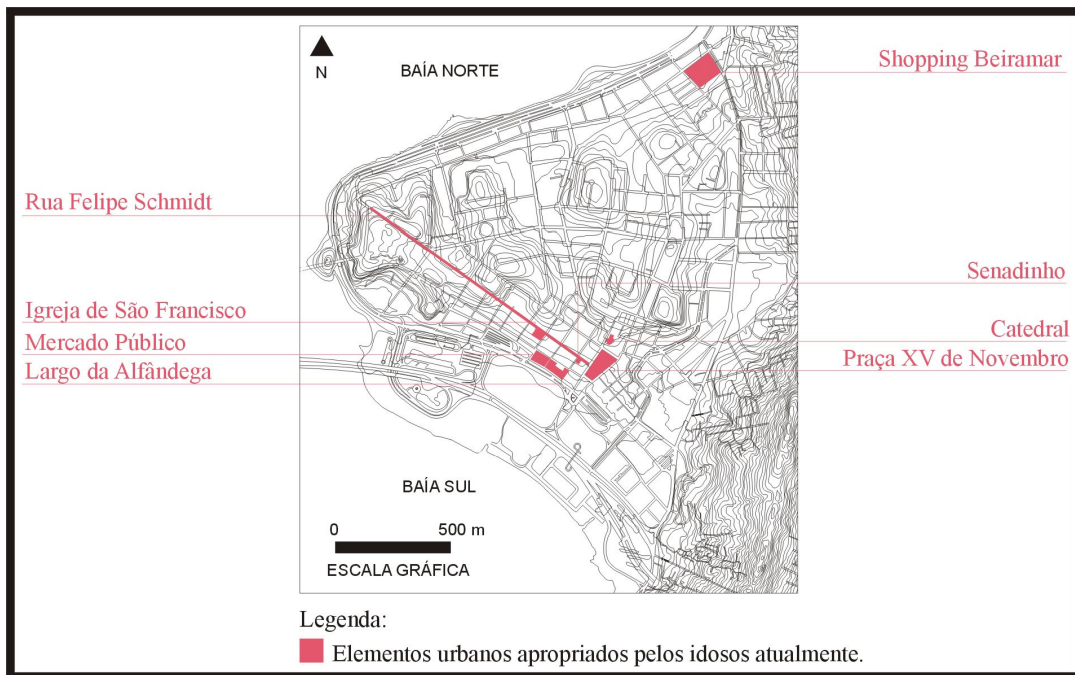 BAÍA NORTE
N
Shopping Beiramar
Rua Felipe Schmidt
Senadinho
Igreja de São Francisco
Catedral
Mercado Público
Praça XV de Novembro
Largo da Alfândega
BAÍA SUL
0 500 m
ESCALA GRÁFICA
Legenda:
Elementos urbanos apropriados pelos idosos atualmente.